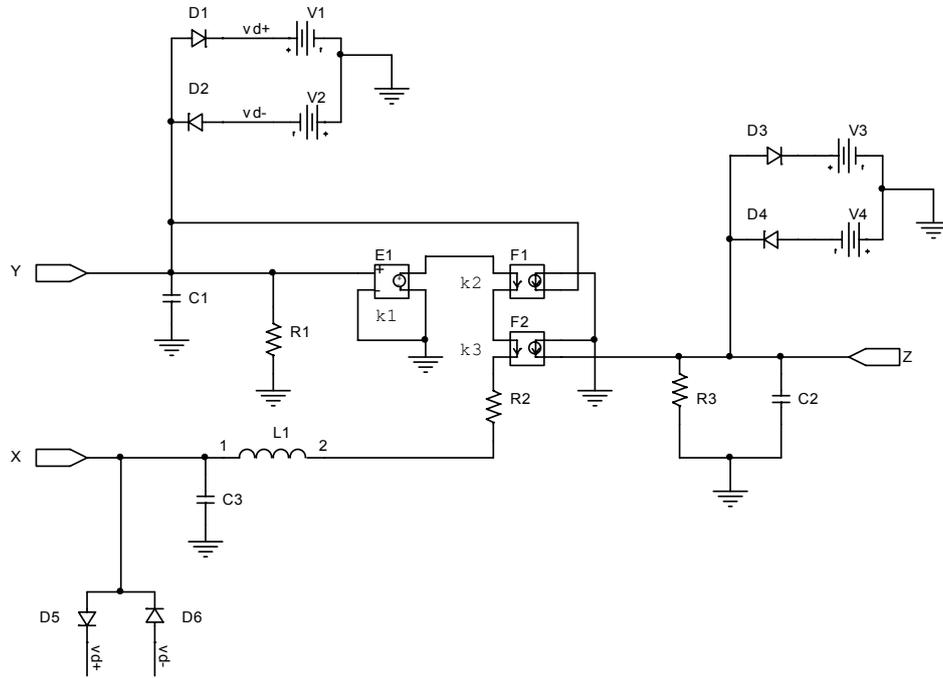 D1
vd+
V1
D2
vd-
V2
D3
V3
D4
V4
Y
E1
F1
k2
C1
k1
R1
F2
k3
Z
R2
R3
C2
L1
X
1
2
C3
D5
D6
vd+
vd-